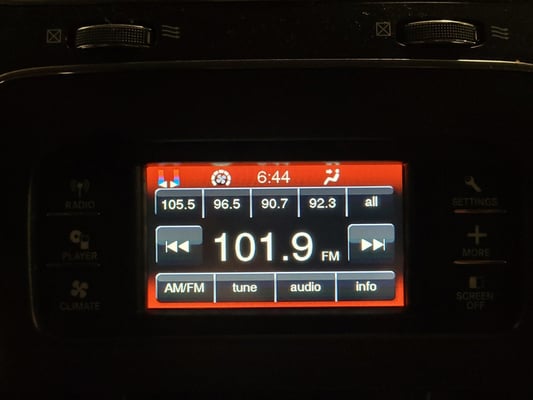 6:44
105.5 96.5 90.7 92.3 all
RADIO
SETTINGS
101.9 FM
PLAYER
MORE
AM/FM tune audio info
CLIMATE
SCREEN
OFF